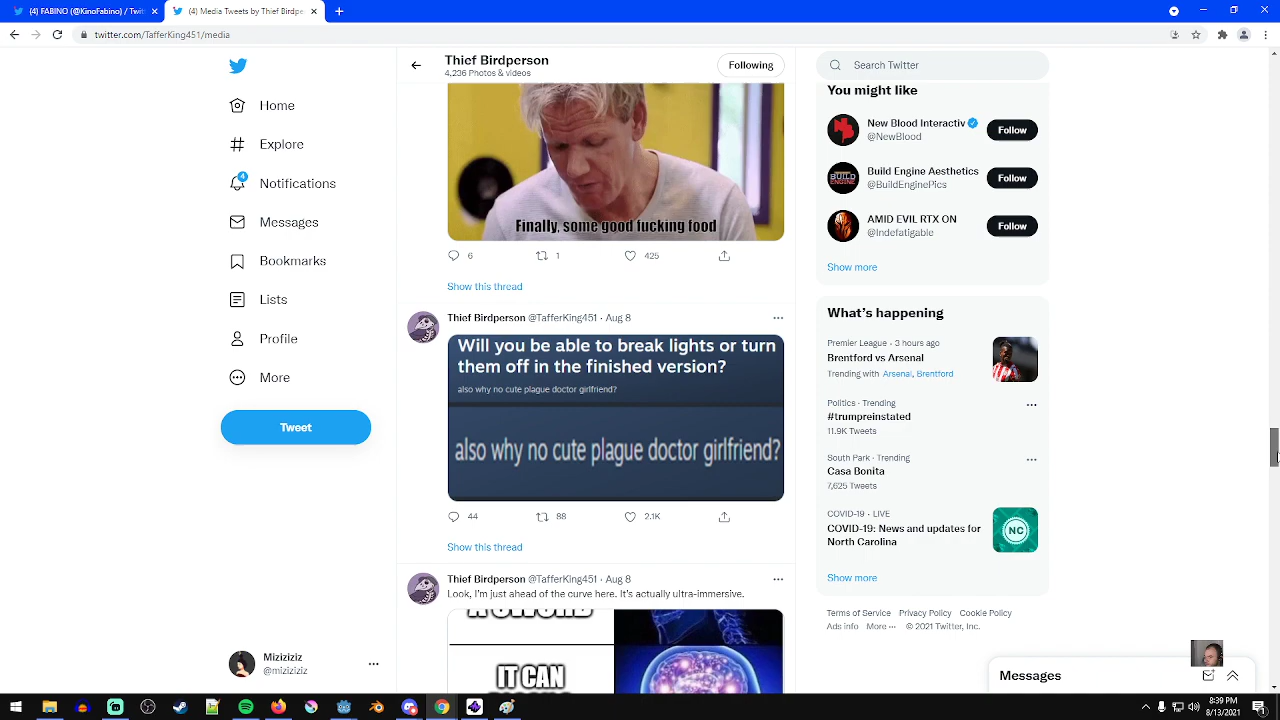 (4) FABINO (@KinoFabino) / Twitt
(4) Media Tweets by Thief Birdpe
twitter.com/TafferKing451/media
Thief Birdperson
4,236 Photos & videos
Following
Search Twitter
Home
Explore
4
Notifications
Messages
Bookmarks
Lists
Profile
More
Tweet
Miziziziz
@miziziziz
Finally, some good fucking food
6
1
425
Show this thread
Thief Birdperson @TafferKing451 · Aug 8
Will you be able to break lights or turn
them off in the finished version?
also why no cute plague doctor girlfriend?
also why no cute plague doctor girlfriend?
44
88
2.1K
Show this thread
Thief Birdperson @TafferKing451 · Aug 8
Look, I'm just ahead of the curve here. It's actually ultra-immersive.
A SWORD
IT CAN
You might like
New Blood Interactiv
@NewBlood
Follow
BUILD
ENGINE
Build Engine Aesthetics
@BuildEnginePics
Follow
AMID EVIL RTX ON
@Indefatigable
Follow
Show more
What's happening
Premier League · 3 hours ago
Brentford vs Arsenal
Trending with Arsenal, Brentford
Politics · Trending
#trumpreinstated
11.9K Tweets
South Park · Trending
Casa Bonita
7,625 Tweets
COVID-19 · LIVE
COVID-19: News and updates for
North Carolina
NC
Show more
Terms of Service Privacy Policy Cookie Policy
Ads info More ··· © 2021 Twitter, Inc.
Messages
8:39 PM
8/13/2021